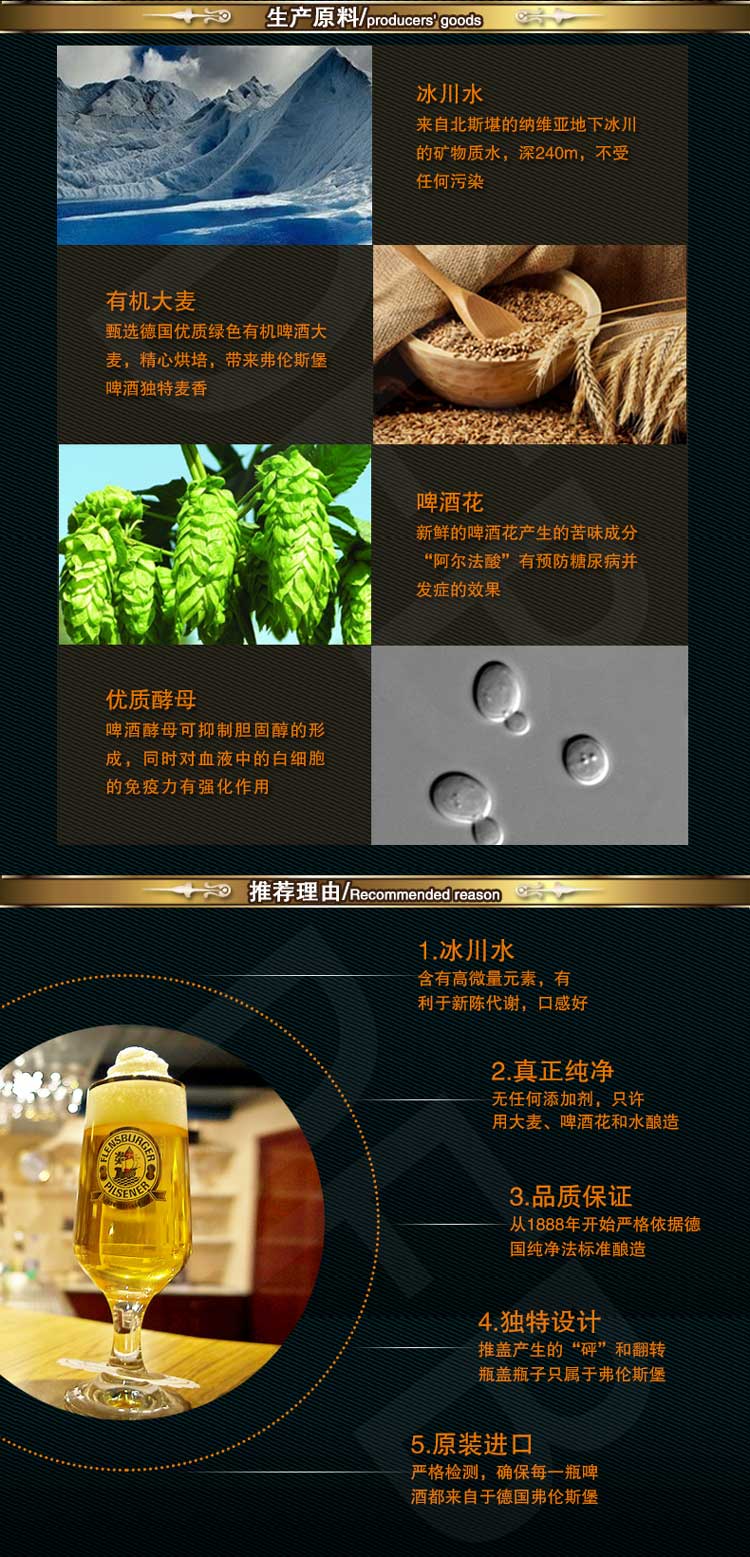 生产原料/producers' goods
冰川水
来自北斯堪的纳维亚地下冰川
的矿物质水，深240m，不受
任何污染
有机大麦
甄选德国优质绿色有机啤酒大
麦，精心烘培，带来弗伦斯堡
啤酒独特麦香
啤酒花
新鲜的啤酒花产生的苦味成分
“阿尔法酸”有预防糖尿病并
发症的效果
优质酵母
啤酒酵母可抑制胆固醇的形
成，同时对血液中的白细胞
的免疫力有强化作用
推荐理由/Recommended reason
1.冰川水
含有高微量元素，有
利于新陈代谢，口感好
2.真正纯净
无任何添加剂，只许
用大麦、啤酒花和水酿造
3.品质保证
从1888年开始严格依据德
国纯净法标准酿造
4.独特设计
推盖产生的“砰”和翻转
瓶盖瓶子只属于弗伦斯堡
5.原装进口
严格检测，确保每一瓶啤
酒都来自于德国弗伦斯堡
FLENSBURGER
PILSENER